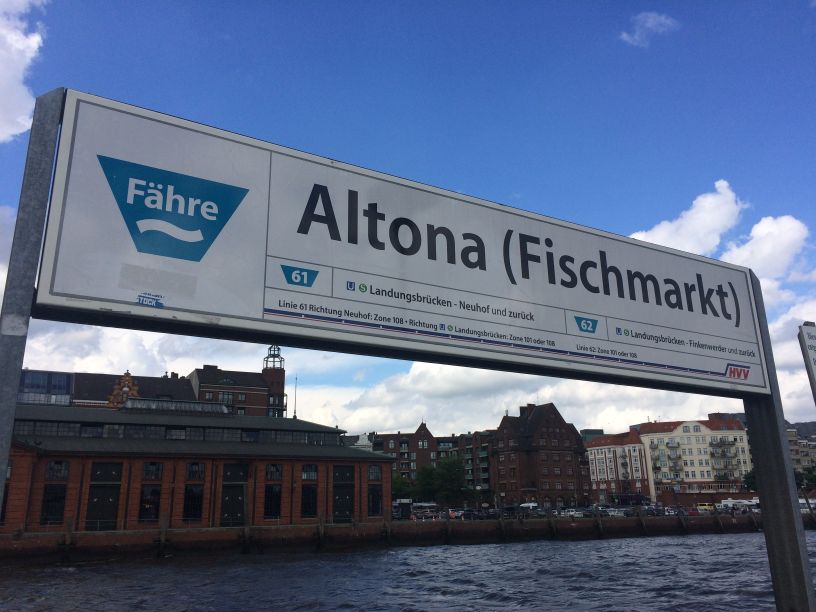 Fähre
Altona (Fischmarkt)
61
U S Landungsbrücken - Neuhof und zurück
Linie 61 Richtung Neuhof: Zone 108 • Richtung U S Landungsbrücken: Zone 101 oder 108
62
U S Landungsbrücken - Finkenwerder und zurück
Linie 62: Zone 101 oder 108
HVV
TOCK